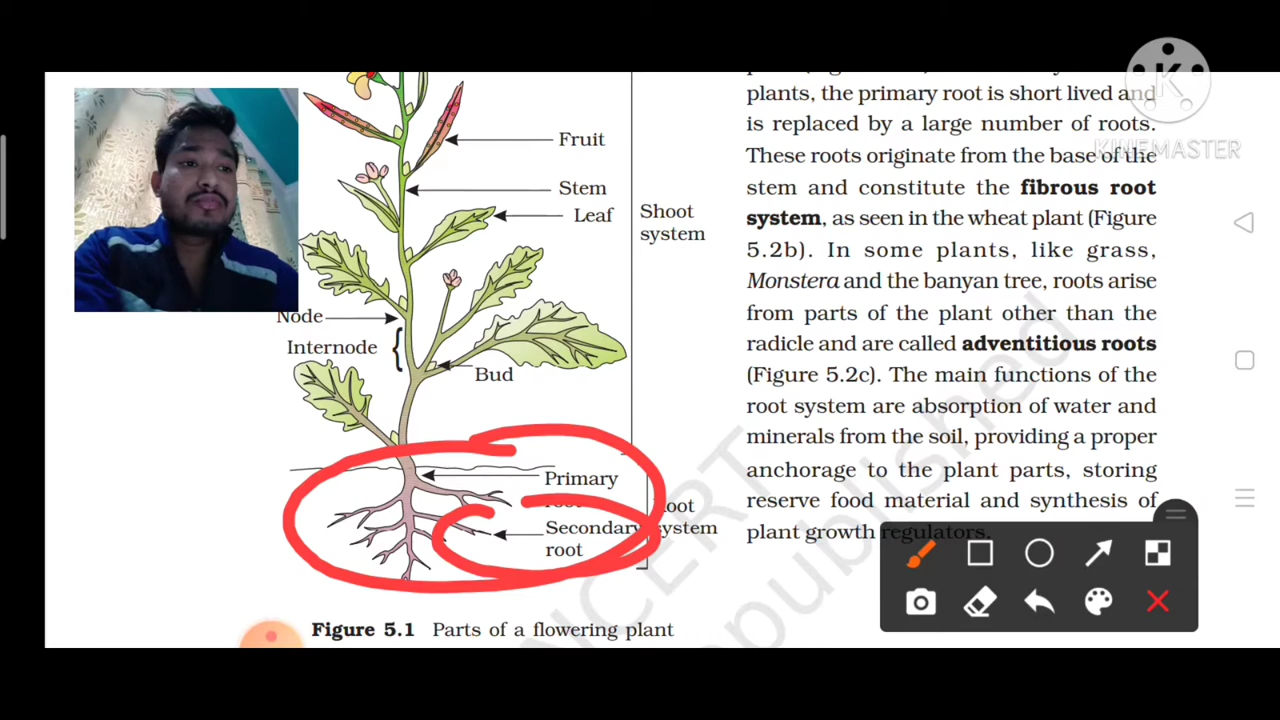 Fruit
Stem
Leaf
Shoot
system
Node
Internode
Bud
Primary
root
Secondary
root
Root
system
Figure 5.1 Parts of a flowering plant
plants, the primary root is short lived and
is replaced by a large number of roots.
These roots originate from the base of the
stem and constitute the fibrous root
system, as seen in the wheat plant (Figure
5.2b). In some plants, like grass,
Monstera and the banyan tree, roots arise
from parts of the plant other than the
radicle and are called adventitious roots
(Figure 5.2c). The main functions of the
root system are absorption of water and
minerals from the soil, providing a proper
anchorage to the plant parts, storing
reserve food material and synthesis of
plant growth regulators.
K
KINEMASTER
NCERT